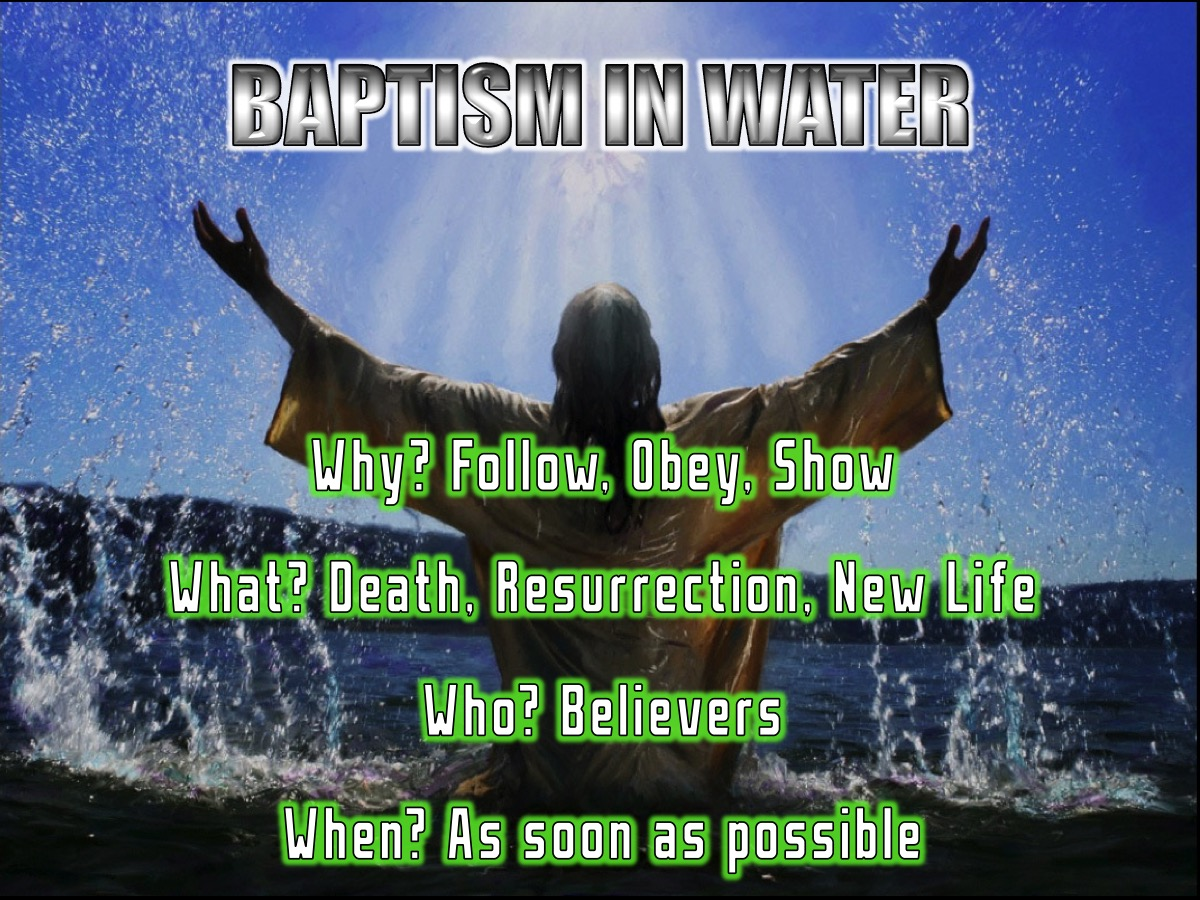 BAPTISM IN WATER
Why? Follow, Obey, Show
What? Death, Resurrection, New Life
Who? Believers
When? As soon as possible